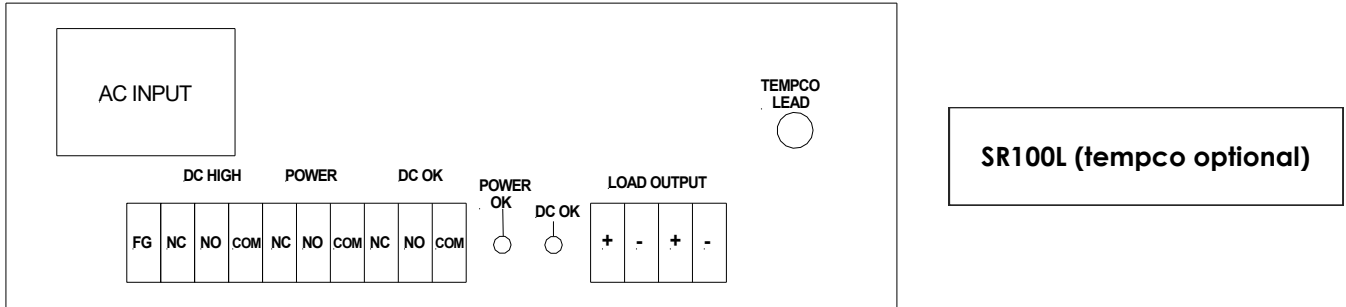 AC INPUT
TEMPCO
LEAD
SR100L (tempco optional)
DC HIGH POWER DC OK
POWER
OK
DC OK
LOAD OUTPUT
FG NC NO COM NC NO COM NC NO COM
+ - + -